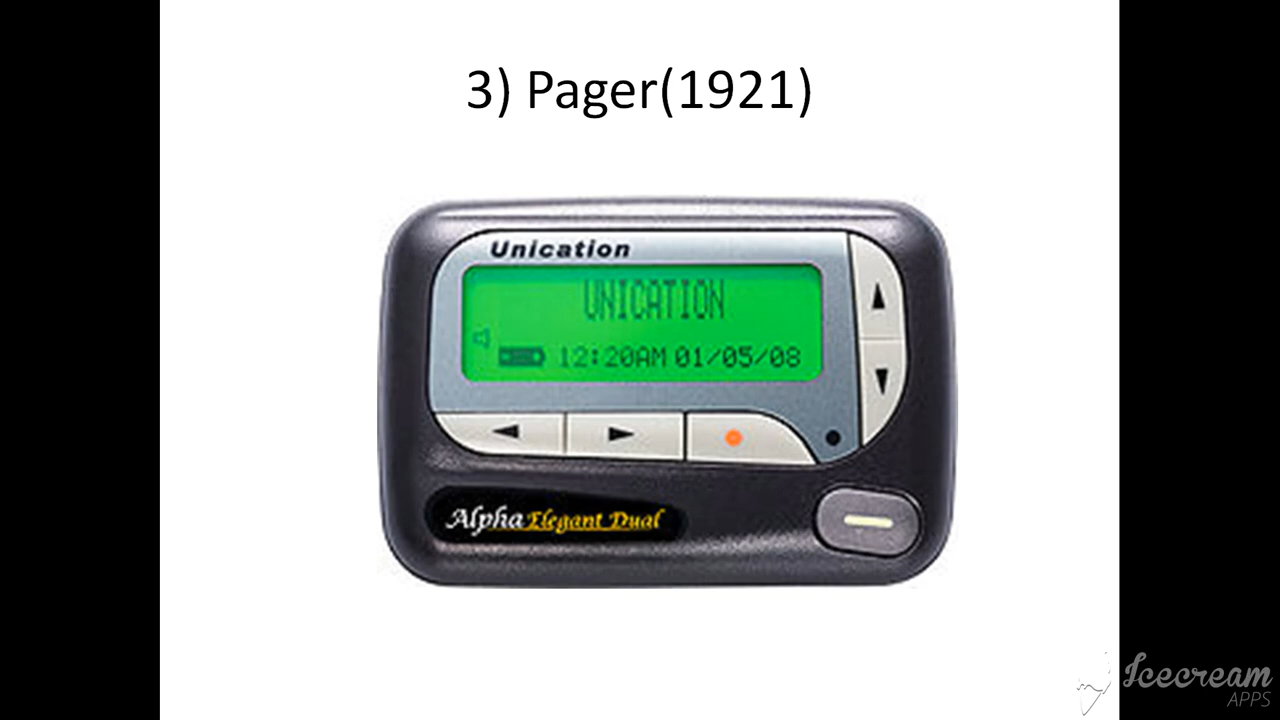 3) Pager(1921)
Unication
UNICATION
12:20AM 01/05/08
Alpha Elegant Dual
Icecream
APPS